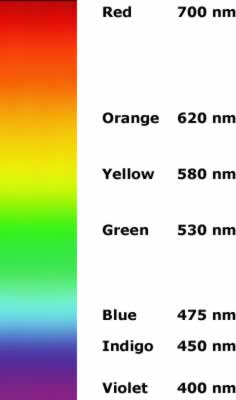 Red 700 nm
Orange 620 nm
Yellow 580 nm
Green 530 nm
Blue 475 nm
Indigo 450 nm
Violet 400 nm